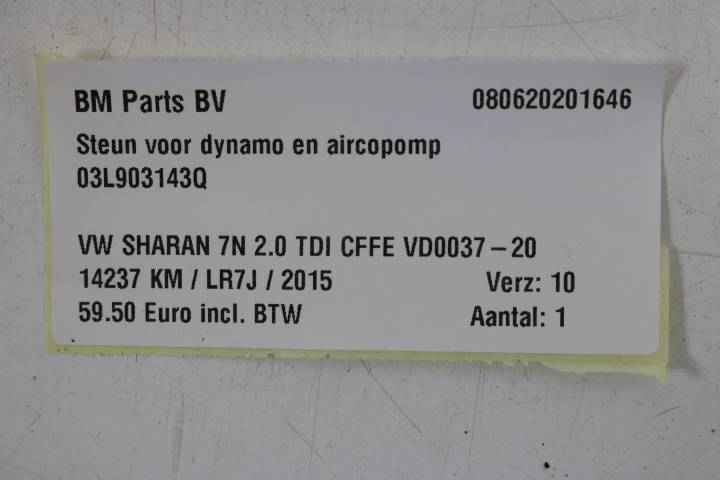 BM Parts BV 080620201646
Steun voor dynamo en aircopomp
03L903143Q
VW SHARAN 7N 2.0 TDI CFFE VD0037-20
14237 KM / LR7J / 2015 Verz: 10
59.50 Euro incl. BTW Aantal: 1